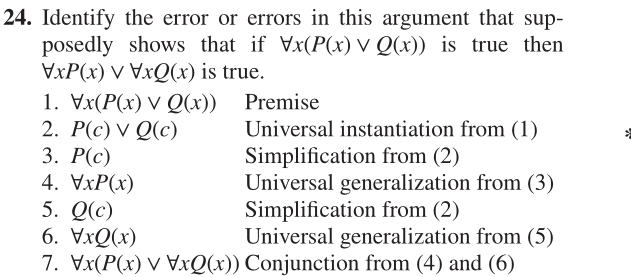 24. Identify the error or errors in this argument that sup-
posedly shows that if ∀x(P(x) ∨ Q(x)) is true then
∀xP(x) ∨ ∀xQ(x) is true.
1. ∀x(P(x) ∨ Q(x)) Premise
2. P(c) ∨ Q(c) Universal instantiation from (1)
3. P(c) Simplification from (2)
4. ∀xP(x) Universal generalization from (3)
5. Q(c) Simplification from (2)
6. ∀xQ(x) Universal generalization from (5)
7. ∀x(P(x) ∨ ∀xQ(x)) Conjunction from (4) and (6)